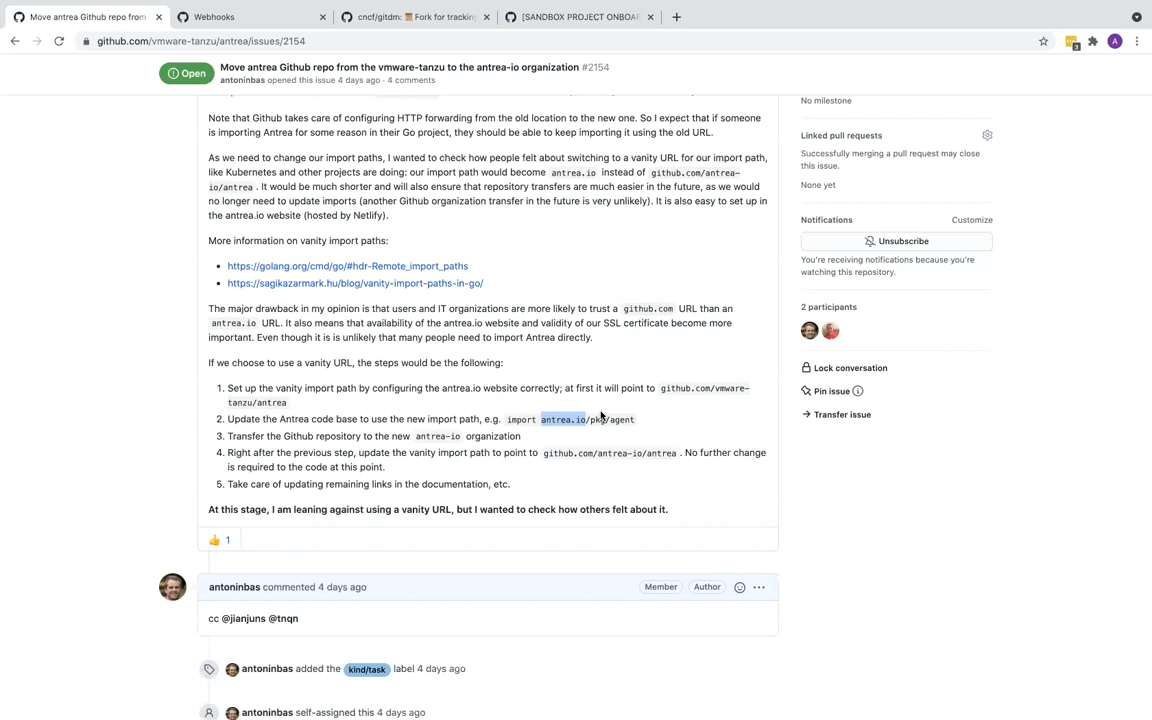 Move antrea Github repo from
Webhooks
cncf/gitdm: Fork for tracking
[SANDBOX PROJECT ONBOAR
github.com/vmware-tanzu/antrea/issues/2154
3
A
Open
Move antrea Github repo from the vmware-tanzu to the antrea-io organization #2154
antoninbas opened this issue 4 days ago · 4 comments
Note that Github takes care of configuring HTTP forwarding from the old location to the new one. So I expect that if someone
is importing Antrea for some reason in their Go project, they should be able to keep importing it using the old URL.
As we need to change our import paths, I wanted to check how people felt about switching to a vanity URL for our import path,
like Kubernetes and other projects are doing: our import path would become antrea.io instead of github.com/antrea-
io/antrea . It would be much shorter and will also ensure that repository transfers are much easier in the future, as we would
no longer need to update imports (another Github organization transfer in the future is very unlikely). It is also easy to set up in
the antrea.io website (hosted by Netlify).
More information on vanity import paths:
• https://golang.org/cmd/go/#hdr-Remote_import_paths
• https://sagikazarmark.hu/blog/vanity-import-paths-in-go/
The major drawback in my opinion is that users and IT organizations are more likely to trust a github.com URL than an
antrea.io URL. It also means that availability of the antrea.io website and validity of our SSL certificate become more
important. Even though it is is unlikely that many people need to import Antrea directly.
If we choose to use a vanity URL, the steps would be the following:
1. Set up the vanity import path by configuring the antrea.io website correctly; at first it will point to github.com/vmware-
tanzu/antrea
2. Update the Antrea code base to use the new import path, e.g. import antrea.io/pkg/agent
3. Transfer the Github repository to the new antrea-io organization
4. Right after the previous step, update the vanity import path to point to github.com/antrea-io/antrea . No further change
is required to the code at this point.
5. Take care of updating remaining links in the documentation, etc.
At this stage, I am leaning against using a vanity URL, but I wanted to check how others felt about it.
👍 1
antoninbas commented 4 days ago
Member
Author
cc @jianjuns @tnqn
antoninbas added the kind/task label 4 days ago
antoninbas self-assigned this 4 days ago
No milestone
Linked pull requests
Successfully merging a pull request may close
this issue.
None yet
Notifications
Customize
Unsubscribe
You're receiving notifications because you're
watching this repository.
2 participants
Lock conversation
Pin issue
Transfer issue